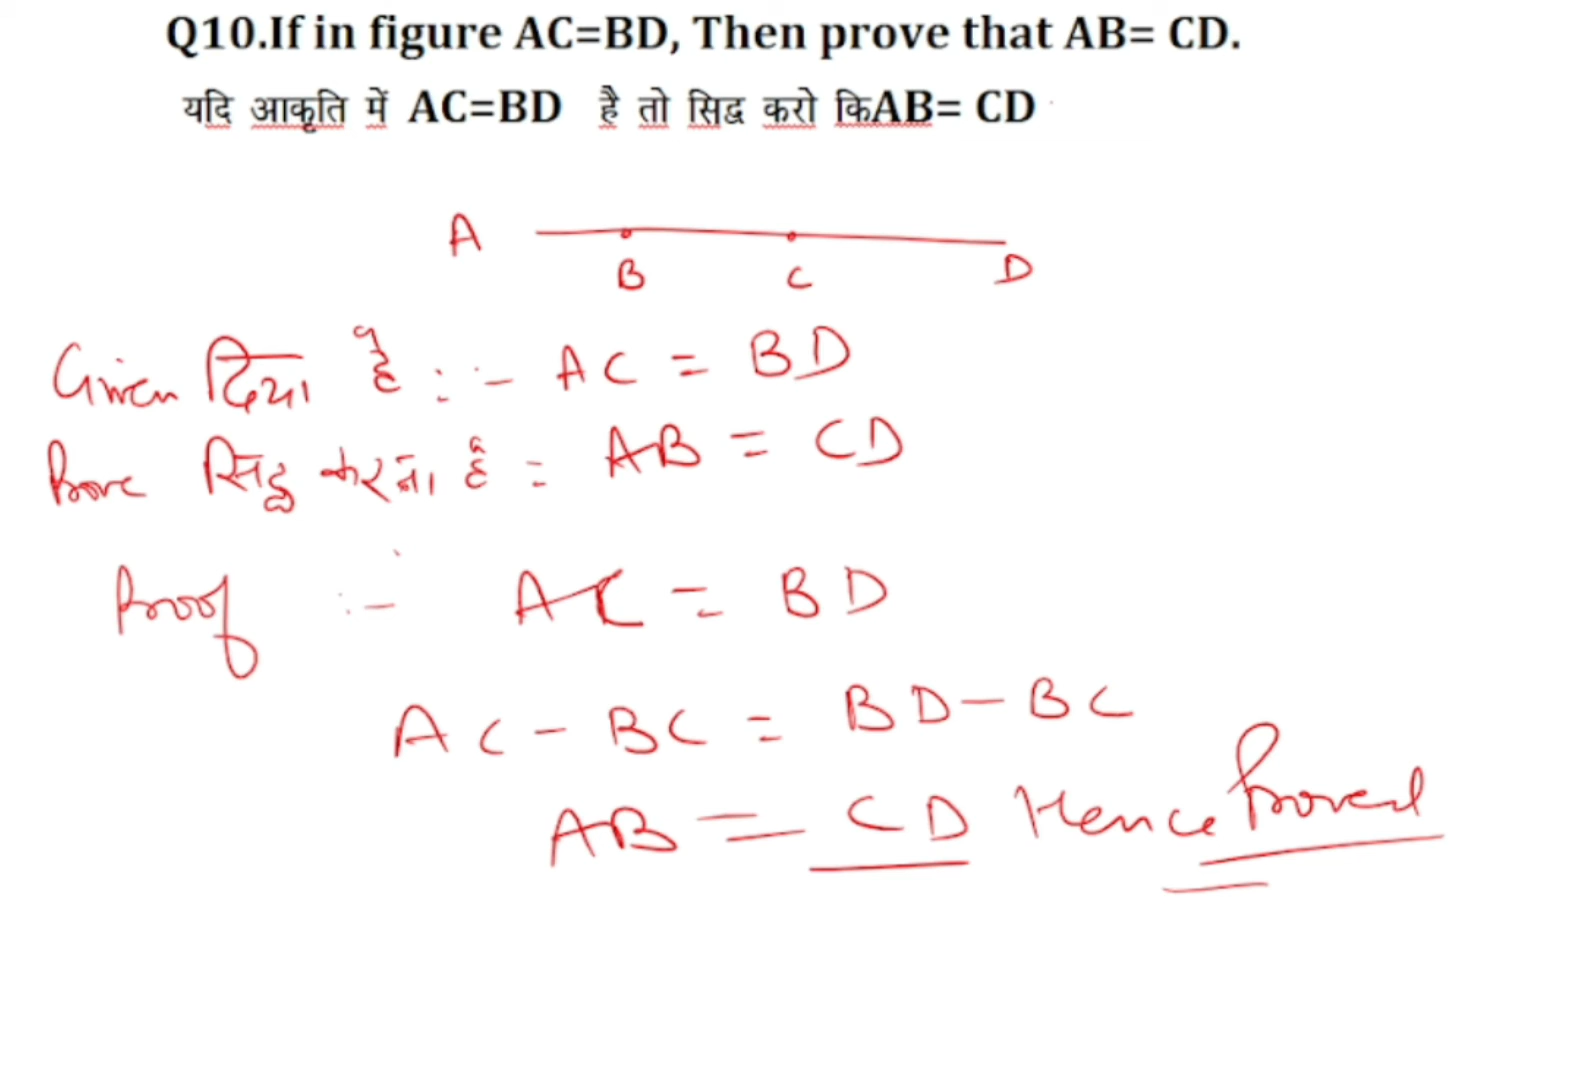 Q10.If in figure AC=BD, Then prove that AB= CD.
यदि आकृति में AC=BD है तो सिद्ध करो किAB= CD
A
B C D
Given दिया है :- AC = BD
Prove सिद्ध करना है = AB = CD
Proof :- AC = BD
AC - BC = BD - BC
AB = CD Hence Proved